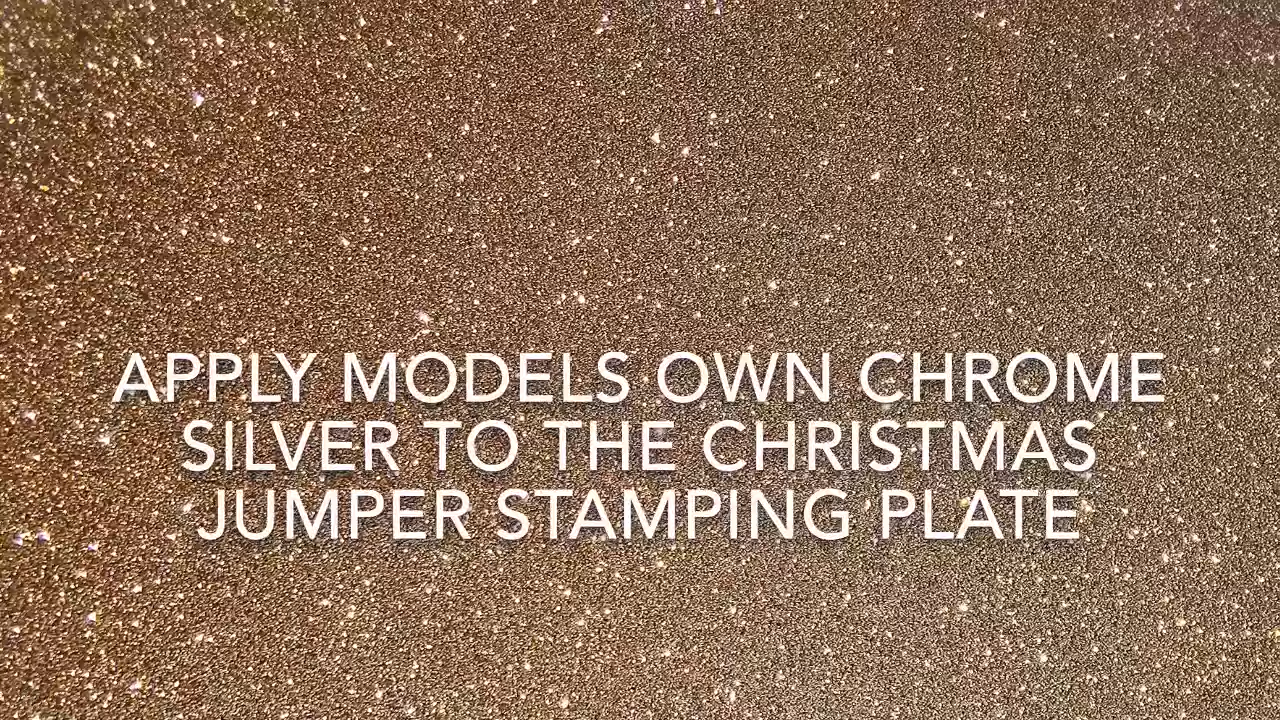 APPLY MODELS OWN CHROME
SILVER TO THE CHRISTMAS
JUMPER STAMPING PLATE